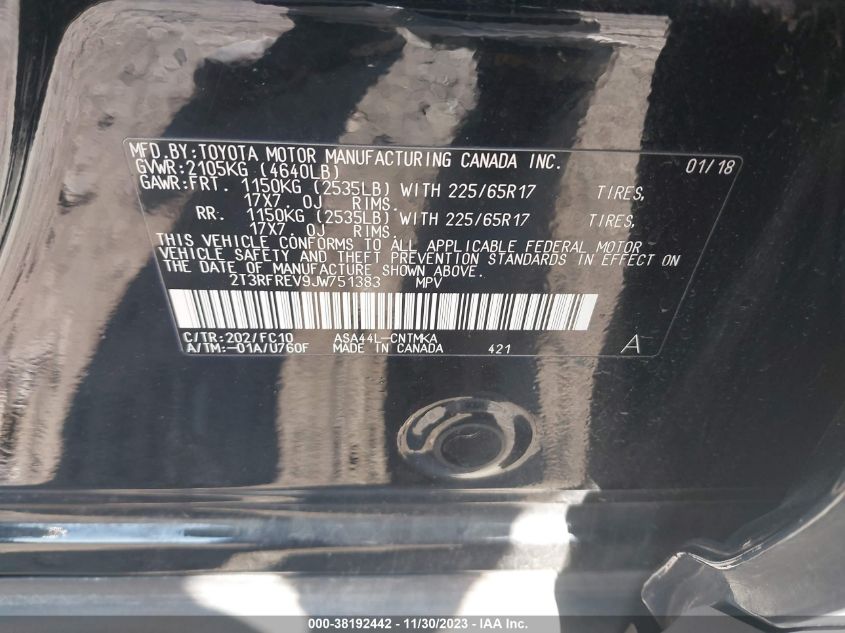 MFD.BY:TOYOTA MOTOR MANUFACTURING CANADA INC. 01/18
GVWR:2105KG (4640LB)
GAWR:FRT. 1150KG (2535LB) WITH 225/65R17 TIRES,
17X7.0J RIMS.
RR. 1150KG (2535LB) WITH 225/65R17 TIRES,
17X7.0J RIMS.
THIS VEHICLE CONFORMS TO ALL APPLICABLE FEDERAL MOTOR
VEHICLE SAFETY AND THEFT PREVENTION STANDARDS IN EFFECT ON
THE DATE OF MANUFACTURE SHOWN ABOVE.
2T3RFREV9JW751383 MPV
C/TR:202/FC10 ASA44L-CNTMKA
A/TM:-01A/U760F MADE IN CANADA 421 A
000-38192442 - 11/30/2023 - IAA Inc.